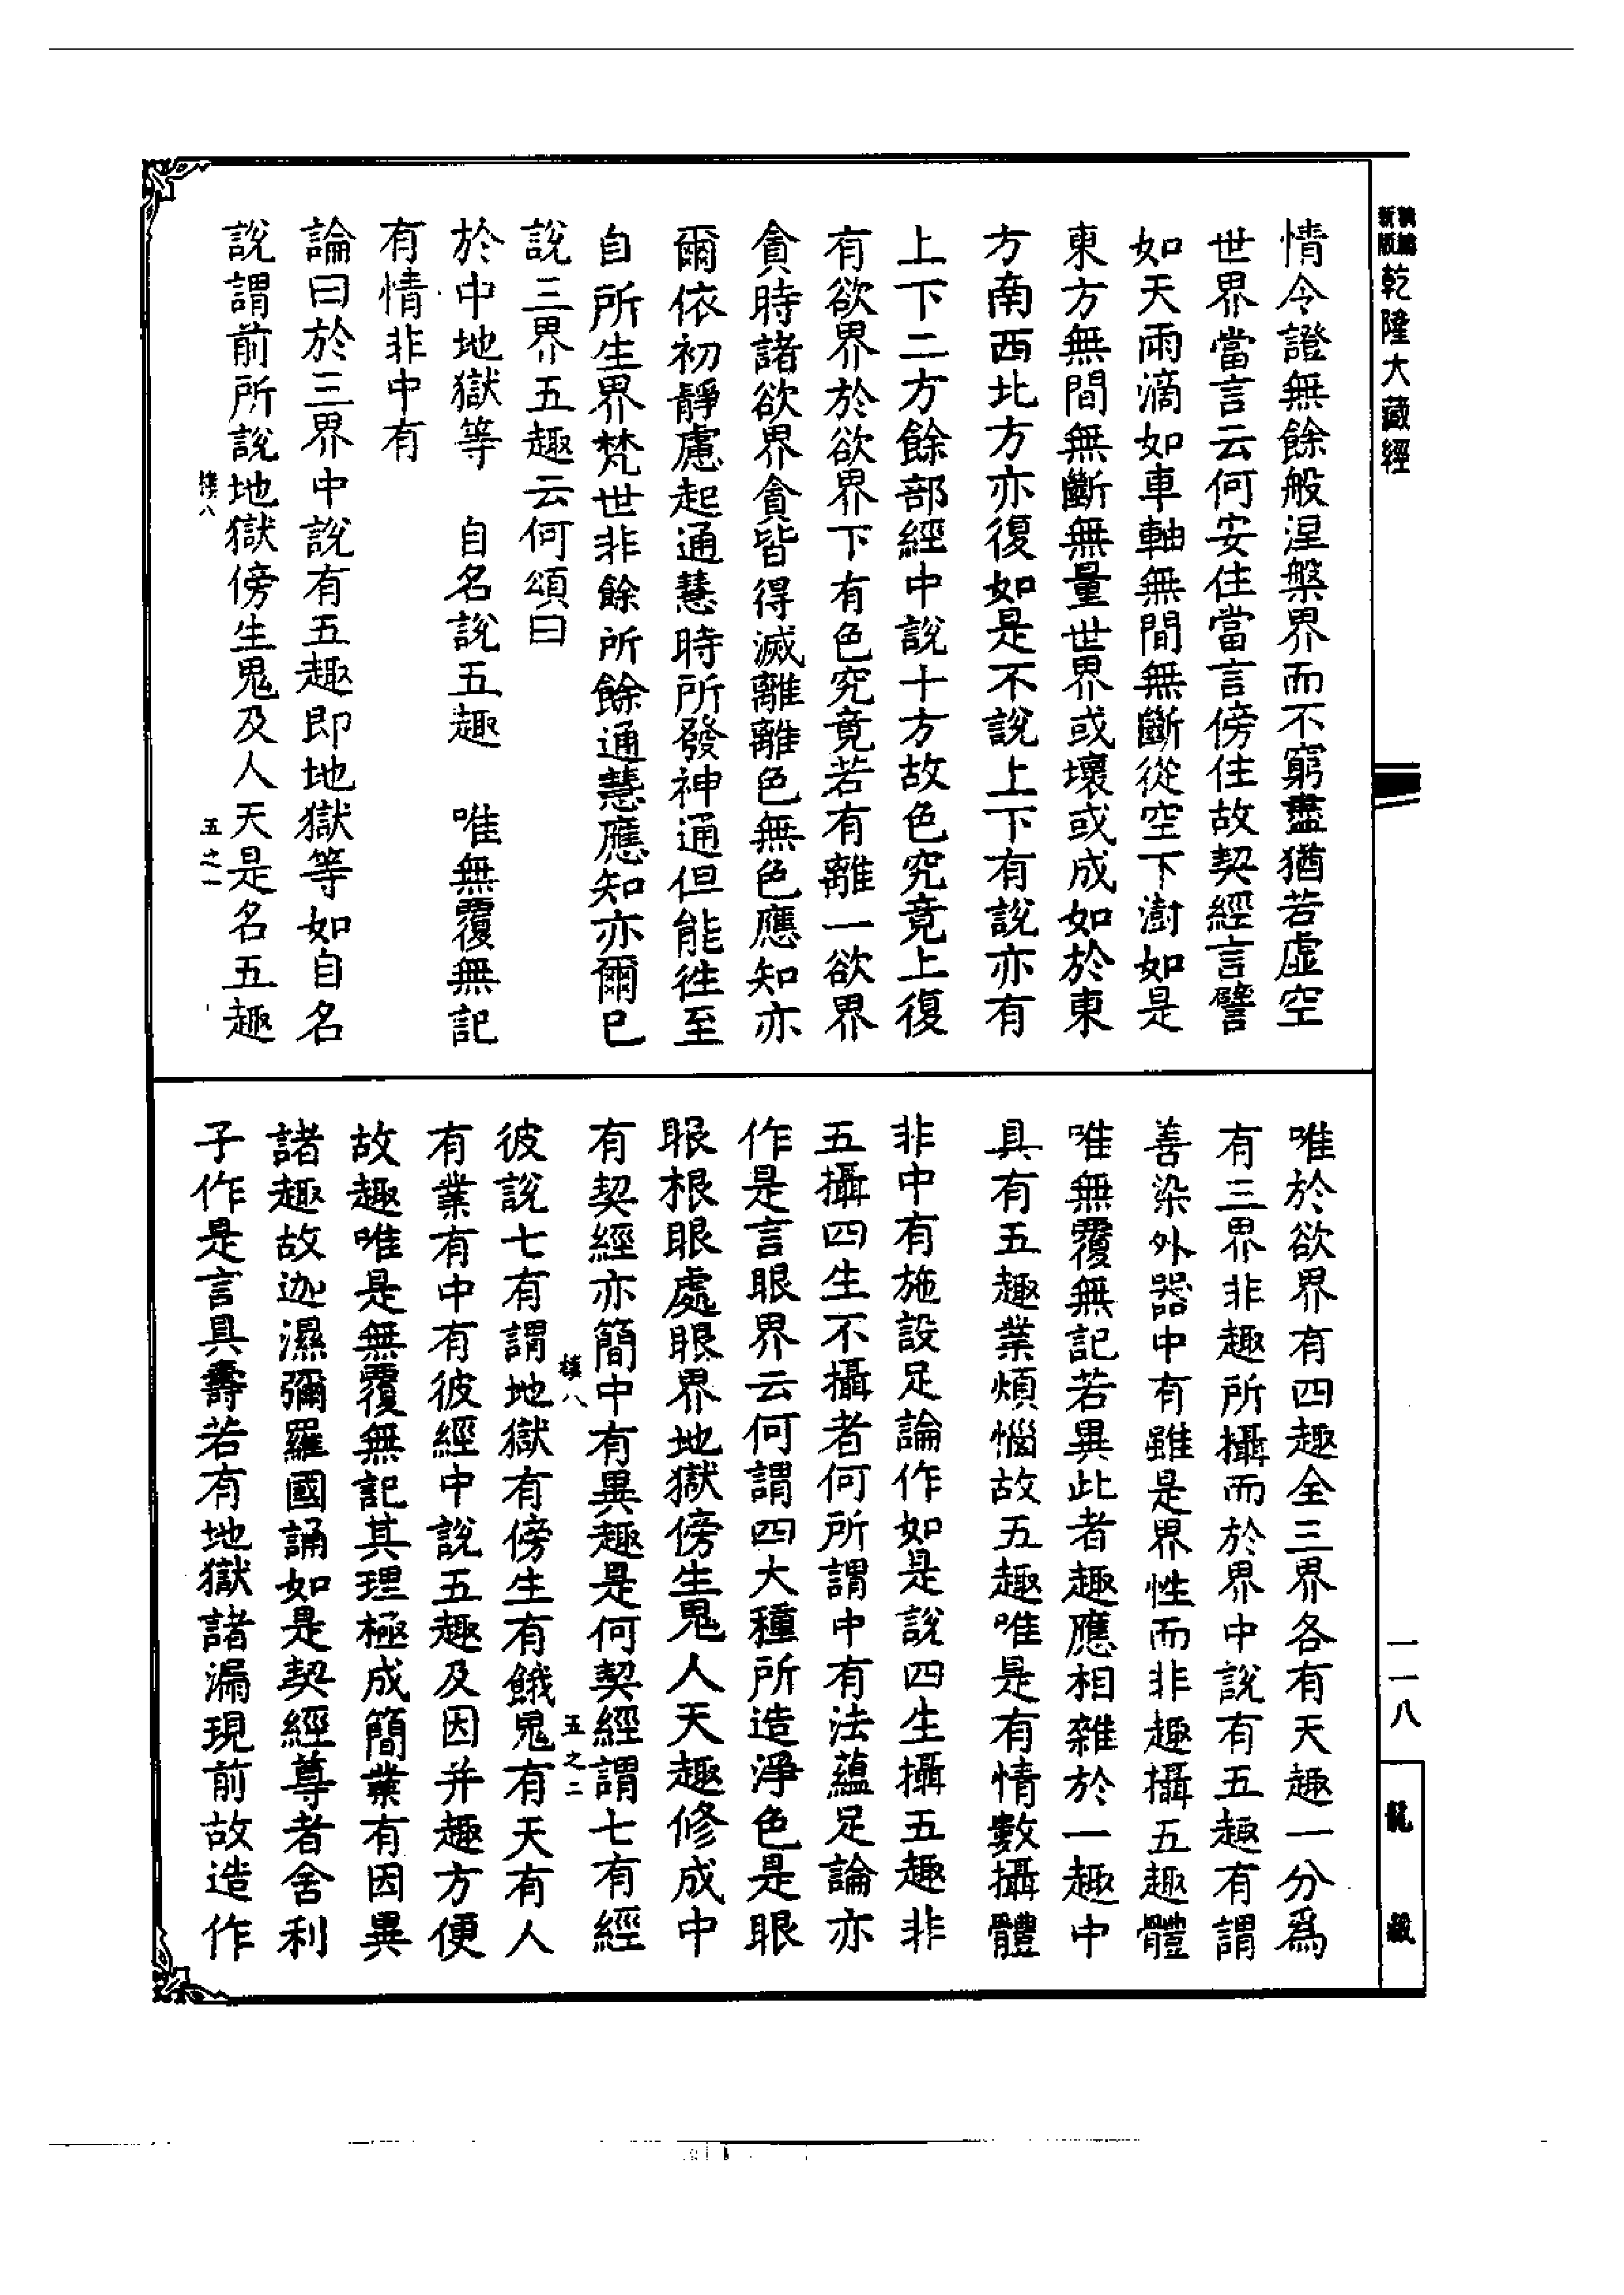 新編
新版
乾隆大藏經
情令證無餘般涅槃界而不窮盡猶若虛空
世界當言云何安住當言傍住故契經言譬
如天雨滴如車軸無間無斷從空下澍如是
東方無間無斷無量世界或壞或成如於東
方南西北方亦復如是不說上下有說亦有
上下二方餘部經中說十方故色究竟上復
有欲界於欲界下有色究竟若有離一欲界
貪時諸欲界貪皆得滅離離色無色應知亦
爾依初靜慮起通慧時所發神通但能往至
自所生界梵世非餘所餘通慧應知亦爾已
說三界五趣云何頌曰
於中地獄等 自名說五趣 唯無覆無記
有情非中有
論曰於三界中說有五趣即地獄等如自名
說謂前所說地獄傍生鬼及人天是名五趣
樸八 五之一
唯於欲界有四趣全三界各有天趣一分為
有三界非趣所攝而於界中說有五趣有謂
善染外器中有雖是界性而非趣攝五趣體
唯無覆無記若異此者趣應相雜於一趣中
具有五趣業煩惱故五趣唯是有情數攝體
非中有施設足論作如是說四生攝五趣非
五攝四生不攝者何所謂中有法蘊足論亦
作是言眼界云何謂四大種所造淨色是眼
眼根眼處眼界地獄傍生鬼人天趣修成中
有契經亦簡中有異趣是何契經謂七有經
樸八 五之二
彼說七有謂地獄有傍生有餓鬼有天有人
有業有中有彼經中說五趣及因并趣方便
故趣唯是無覆無記其理極成簡業有因異
諸趣故迦濕彌羅國誦如是契經尊者舍利
子作是言具壽若有地獄諸漏現前故造作
一一八
龍藏